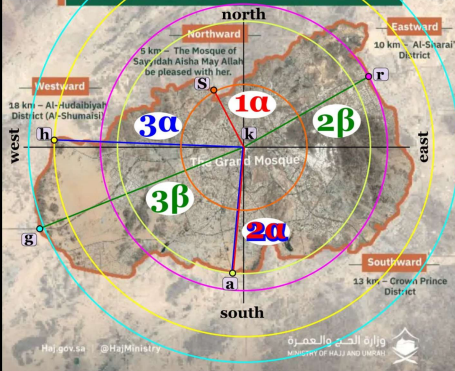 north
Northward
5 km – The Mosque of
Sayyidah Aisha May Allah
be pleased with her.
Eastward
10 km – Al-Sharai'
District
Westward
18 km – Al-Hudaibiyah
District (Al-Shumaisi)
S
r
1α
2β
3α
h
k
west
east
The Grand Mosque
3β
g
2α
a
south
Southward
13 km – Crown Prince
District
Haj.gov.sa
@HajMinistry
وزارة الحج والعمرة
MINISTRY OF HAJJ AND UMRAH